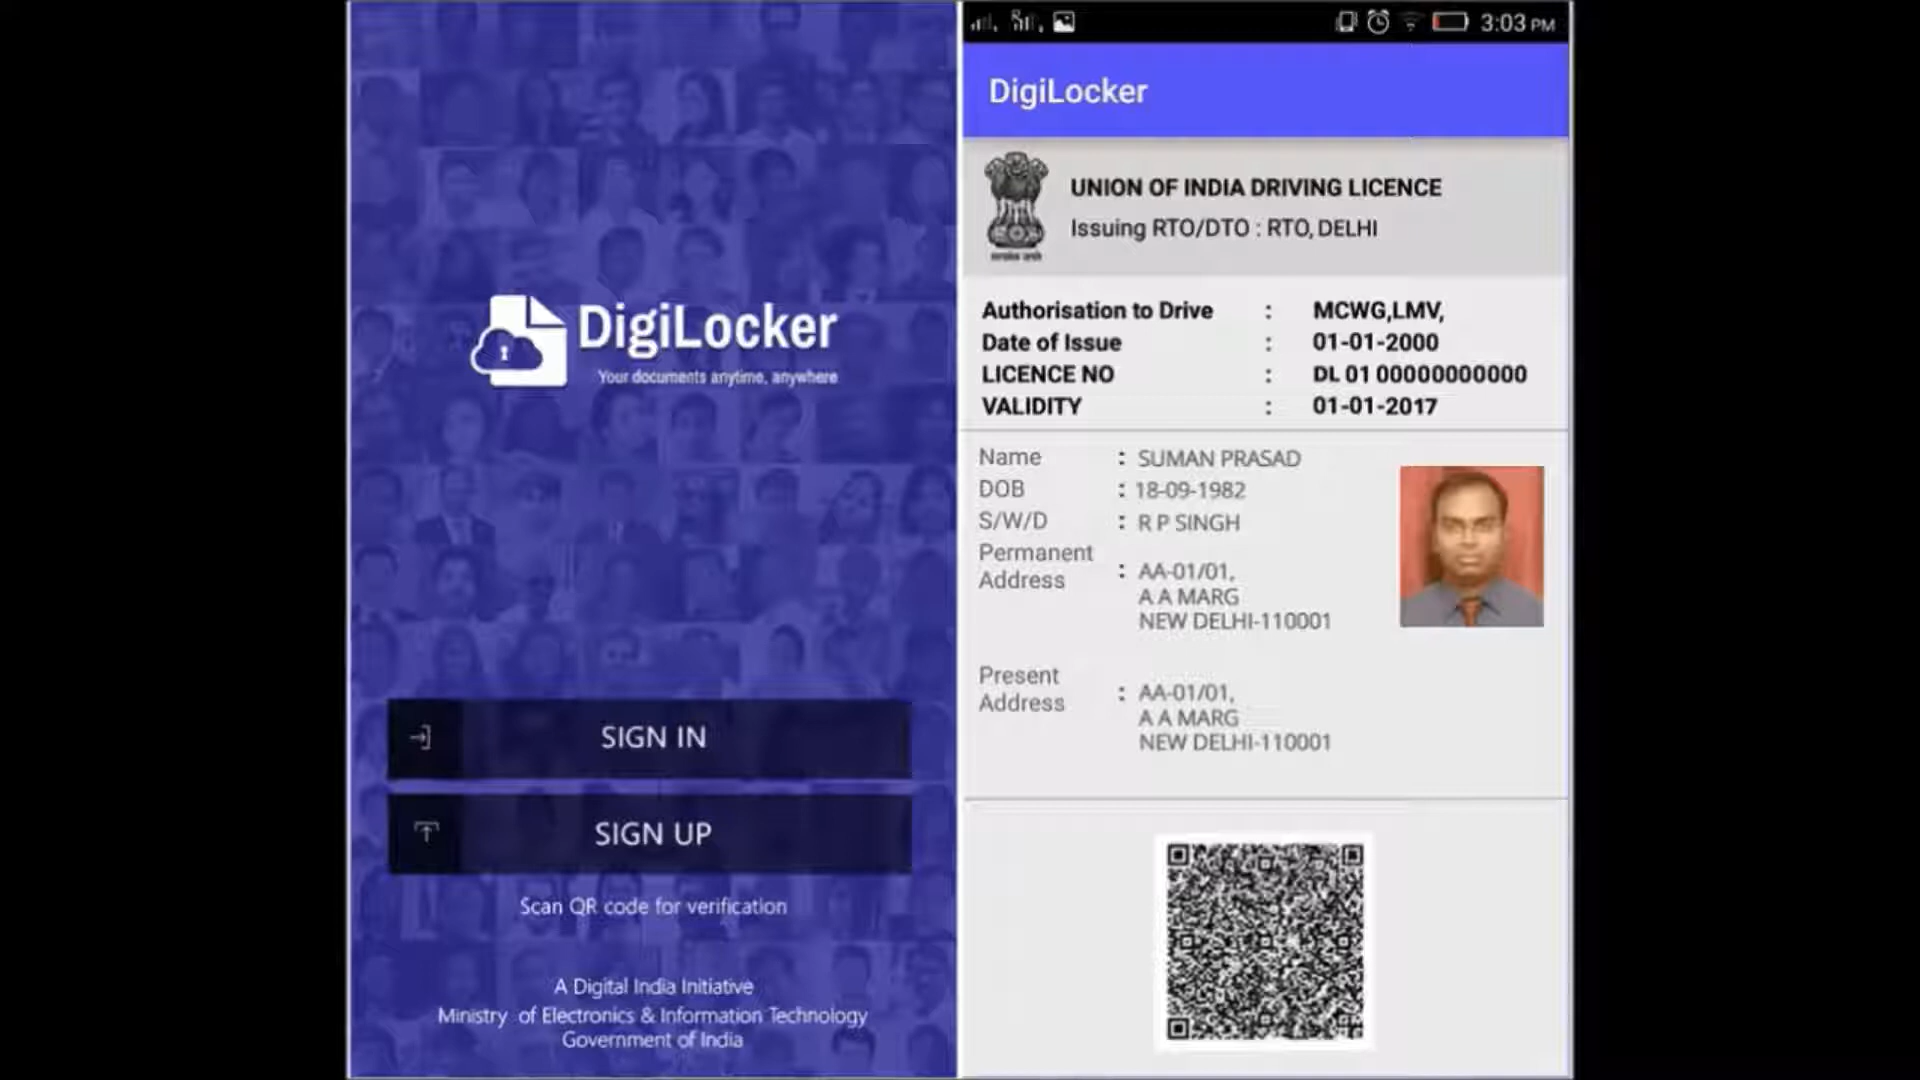 DigiLocker
Your documents anytime, anywhere
SIGN IN
SIGN UP
Scan QR code for verification
A Digital India Initiative
Ministry of Electronics & Information Technology
Government of India
3:03 PM
DigiLocker
UNION OF INDIA DRIVING LICENCE
Issuing RTO/DTO : RTO, DELHI
Authorisation to Drive : MCWG,LMV,
Date of Issue : 01-01-2000
LICENCE NO : DL 01 00000000000
VALIDITY : 01-01-2017
Name : SUMAN PRASAD
DOB : 18-09-1982
S/W/D : R P SINGH
Permanent
Address : AA-01/01,
A A MARG
NEW DELHI-110001
Present
Address : AA-01/01,
A A MARG
NEW DELHI-110001